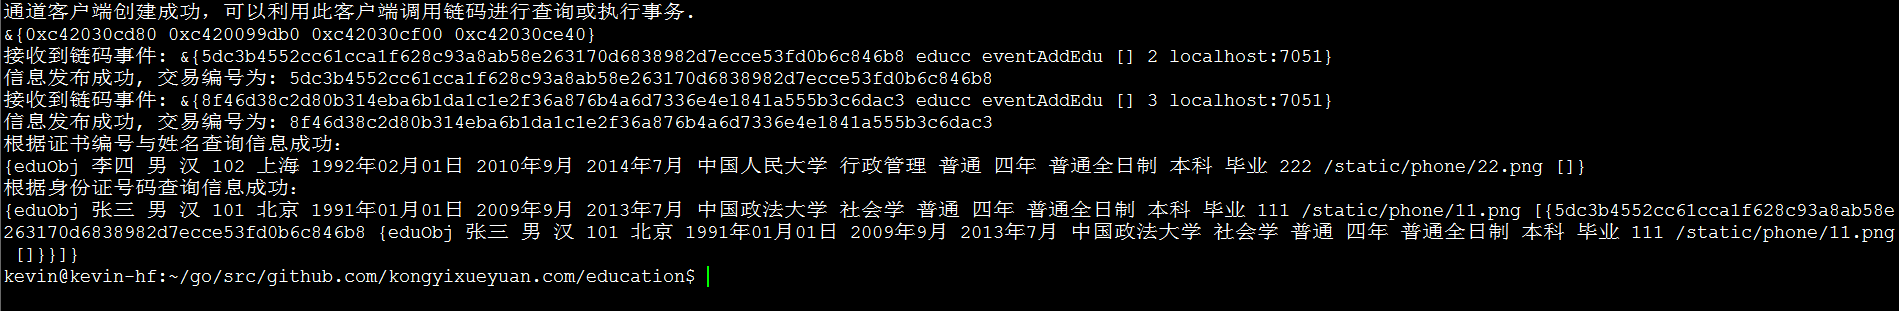 通道客户端创建成功，可以利用此客户端调用链码进行查询或执行事务.
&{0xc42030cd80 0xc420099db0 0xc42030cf00 0xc42030ce40}
接收到链码事件: &{5dc3b4552cc61cca1f628c93a8ab58e263170d6838982d7ecce53fd0b6c846b8 educc eventAddEdu [] 2 localhost:7051}
信息发布成功, 交易编号为: 5dc3b4552cc61cca1f628c93a8ab58e263170d6838982d7ecce53fd0b6c846b8
接收到链码事件: &{8f46d38c2d80b314eba6b1da1c1e2f36a876b4a6d7336e4e1841a555b3c6dac3 educc eventAddEdu [] 3 localhost:7051}
信息发布成功, 交易编号为: 8f46d38c2d80b314eba6b1da1c1e2f36a876b4a6d7336e4e1841a555b3c6dac3
根据证书编号与姓名查询信息成功：
{eduObj 李四 男 汉 102 上海 1992年02月01日 2010年9月 2014年7月 中国人民大学 行政管理 普通 四年 普通全日制 本科 毕业 222 /static/phone/22.png []}
根据身份证号码查询信息成功：
{eduObj 张三 男 汉 101 北京 1991年01月01日 2009年9月 2013年7月 中国政法大学 社会学 普通 四年 普通全日制 本科 毕业 111 /static/phone/11.png [{5dc3b4552cc61cca1f628c93a8ab58e
263170d6838982d7ecce53fd0b6c846b8 {eduObj 张三 男 汉 101 北京 1991年01月01日 2009年9月 2013年7月 中国政法大学 社会学 普通 四年 普通全日制 本科 毕业 111 /static/phone/11.png
[]}}]}
kevin@kevin-hf:~/go/src/github.com/kongyixueyuan.com/education$